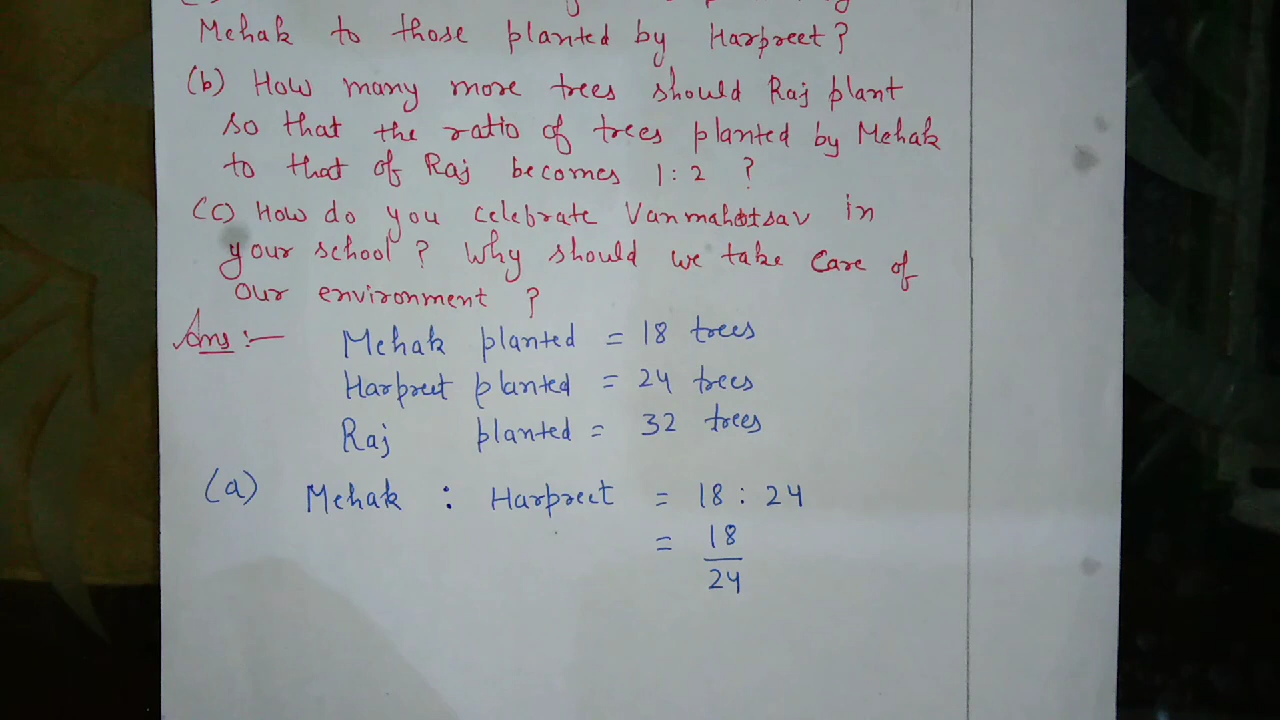 Mehak to those planted by Harpreet?
(b) How many more trees should Raj plant
so that the ratio of trees planted by Mehak
to that of Raj becomes 1:2 ?
(c) How do you celebrate Vanmahotsav in
your school? Why should we take care of
our environment ?
Ans :- Mehak planted = 18 trees
Harpreet planted = 24 trees
Raj planted = 32 trees
(a) Mehak : Harpreet = 18 : 24
= 18
24